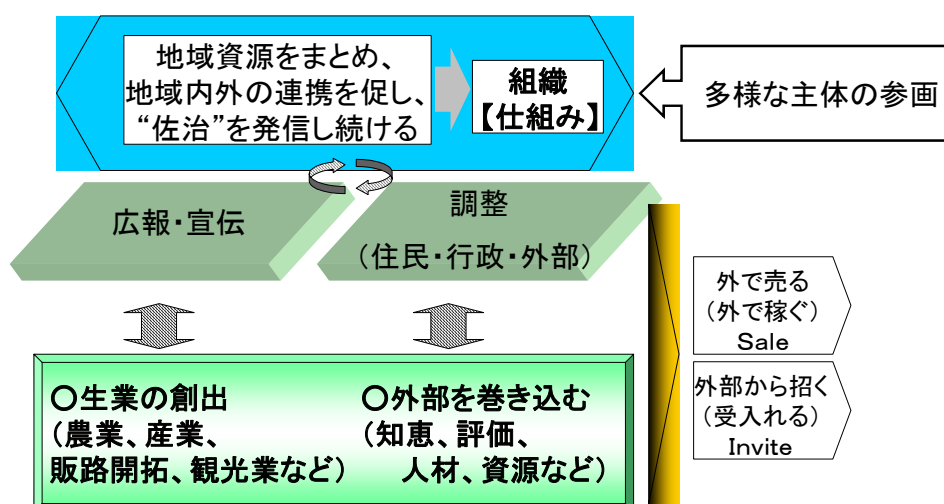 地域資源をまとめ、
地域内外の連携を促し、
“佐治”を発信し続ける
組織
【仕組み】
多様な主体の参画
広報・宣伝
調整
（住民・行政・外部）
外で売る
（外で稼ぐ）
Sale
外部から招く
（受入れる）
Invite
○生業の創出
（農業、産業、
販路開拓、観光業など）
○外部を巻き込む
（知恵、評価、
人材、資源など）